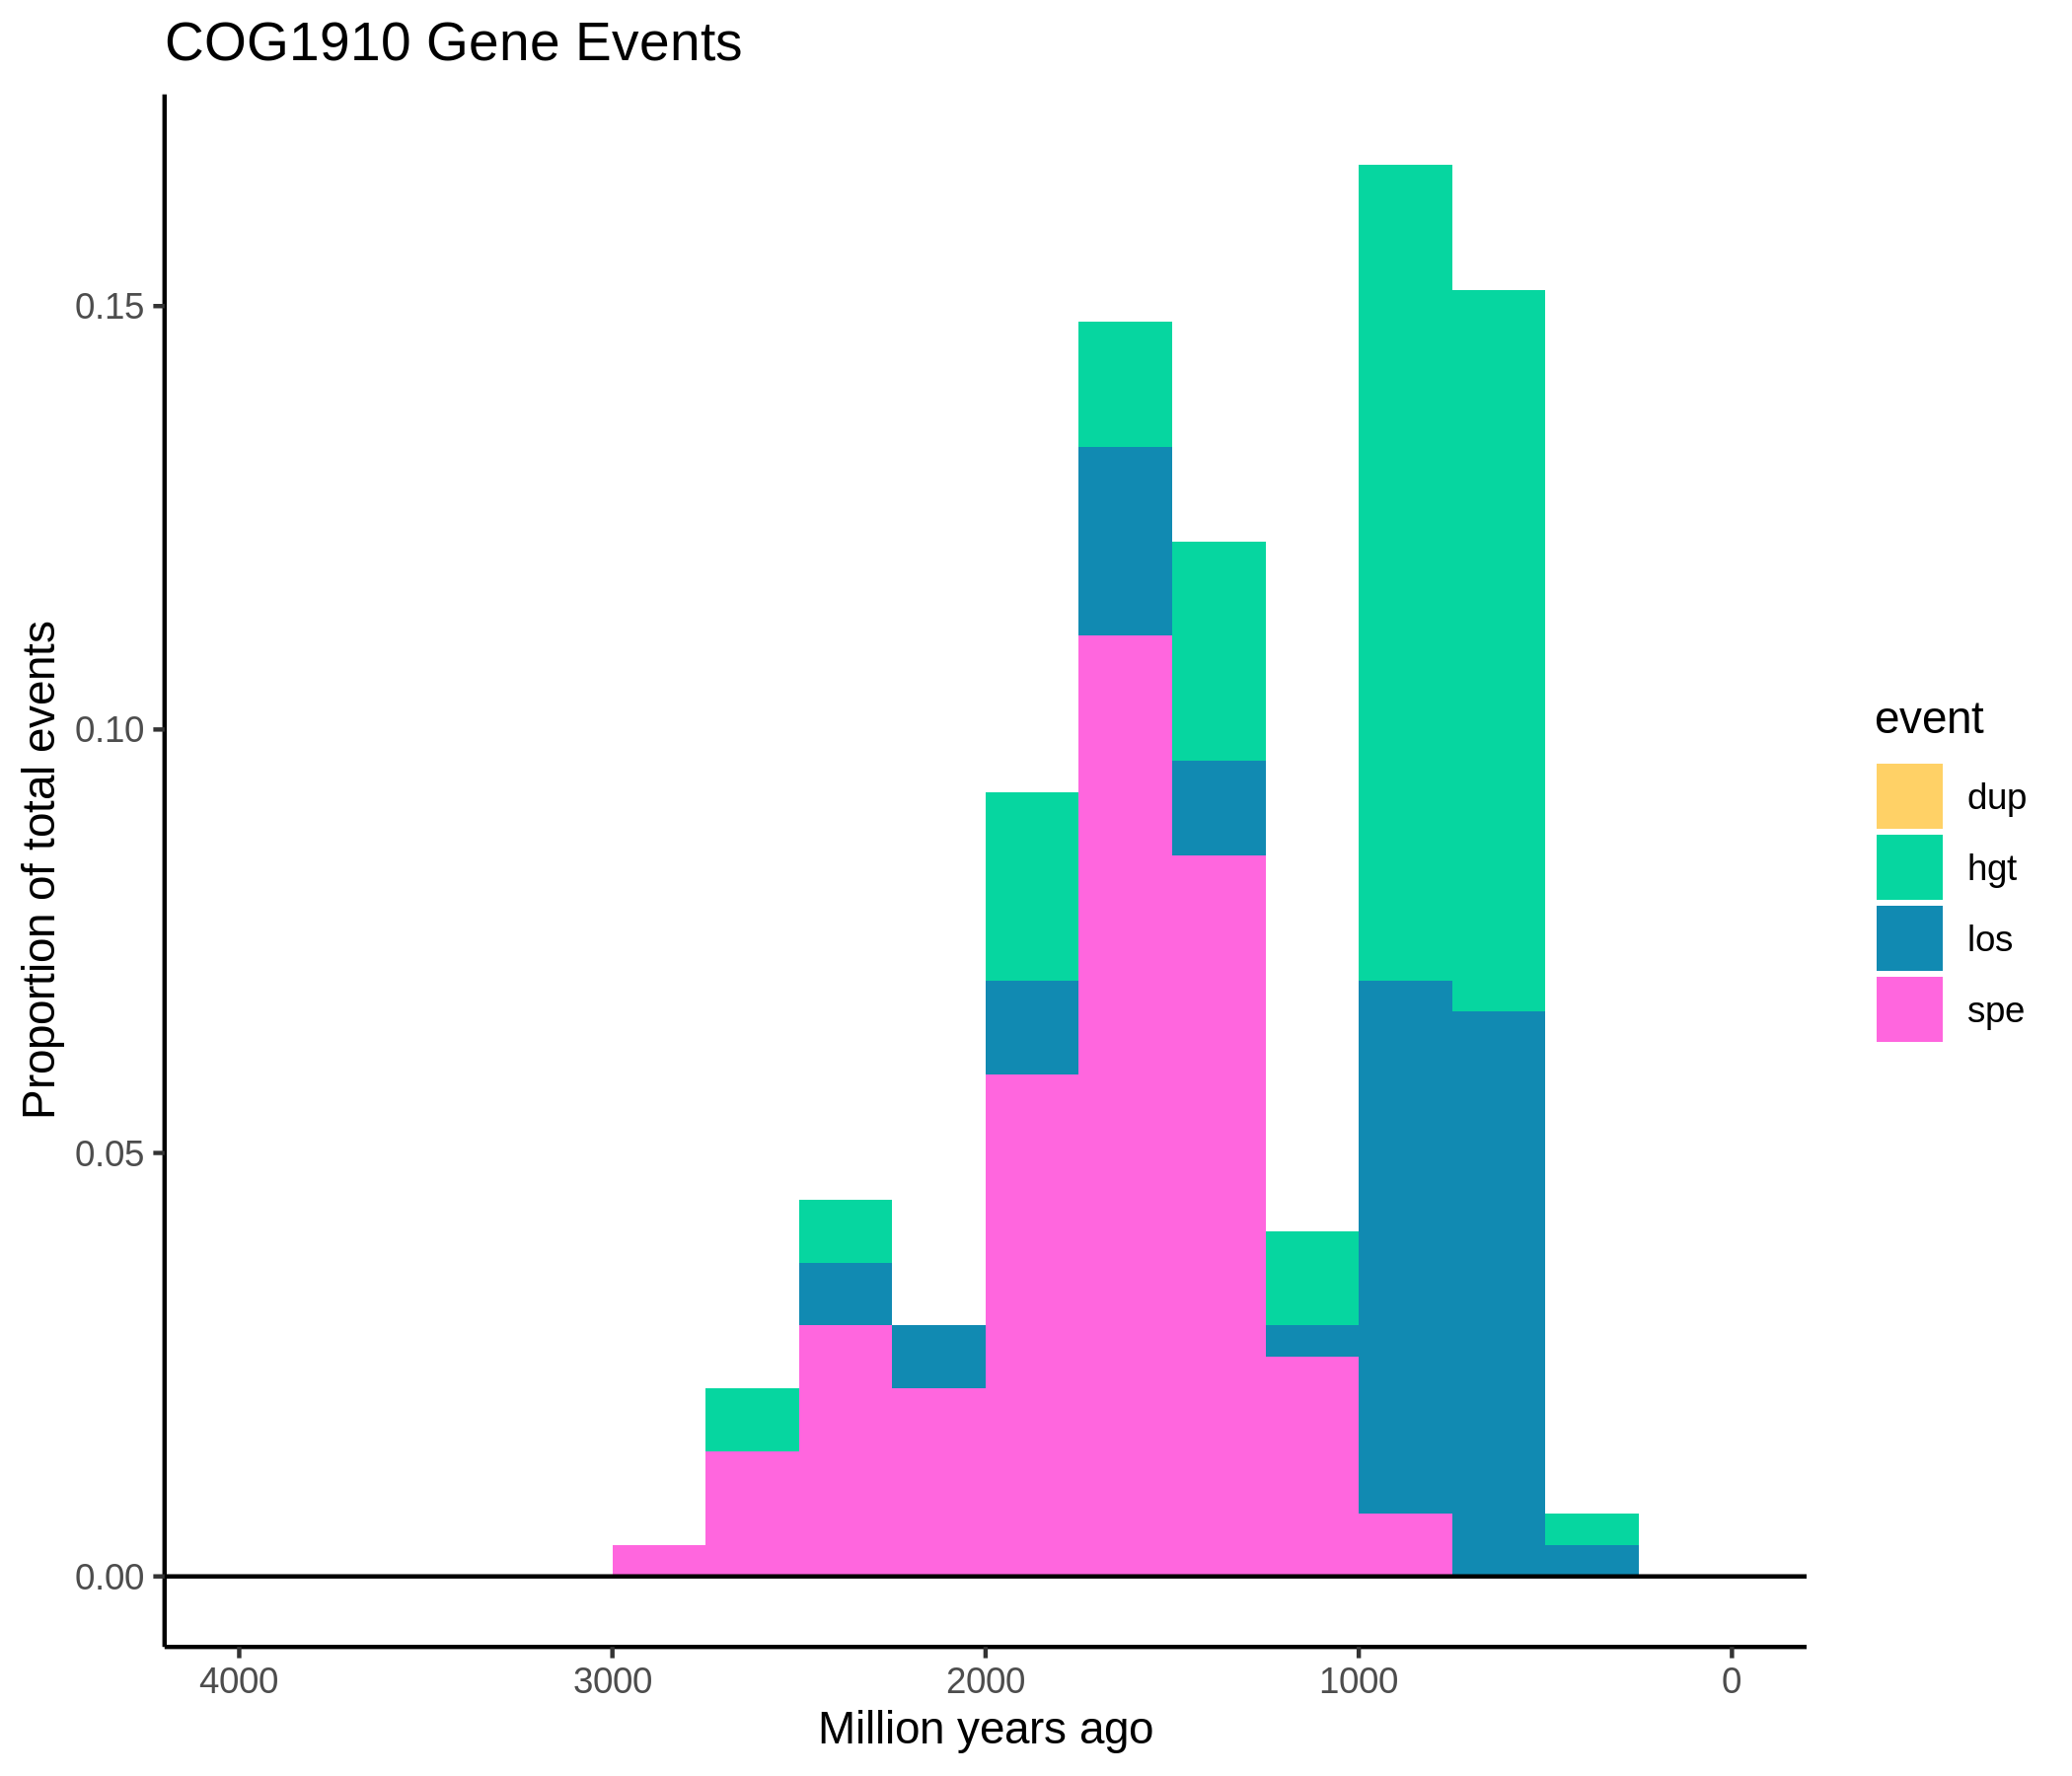 COG1910 Gene Events
Proportion of total events
0.15
0.10
0.05
0.00
4000 3000 2000 1000 0
Million years ago
event
dup
hgt
los
spe